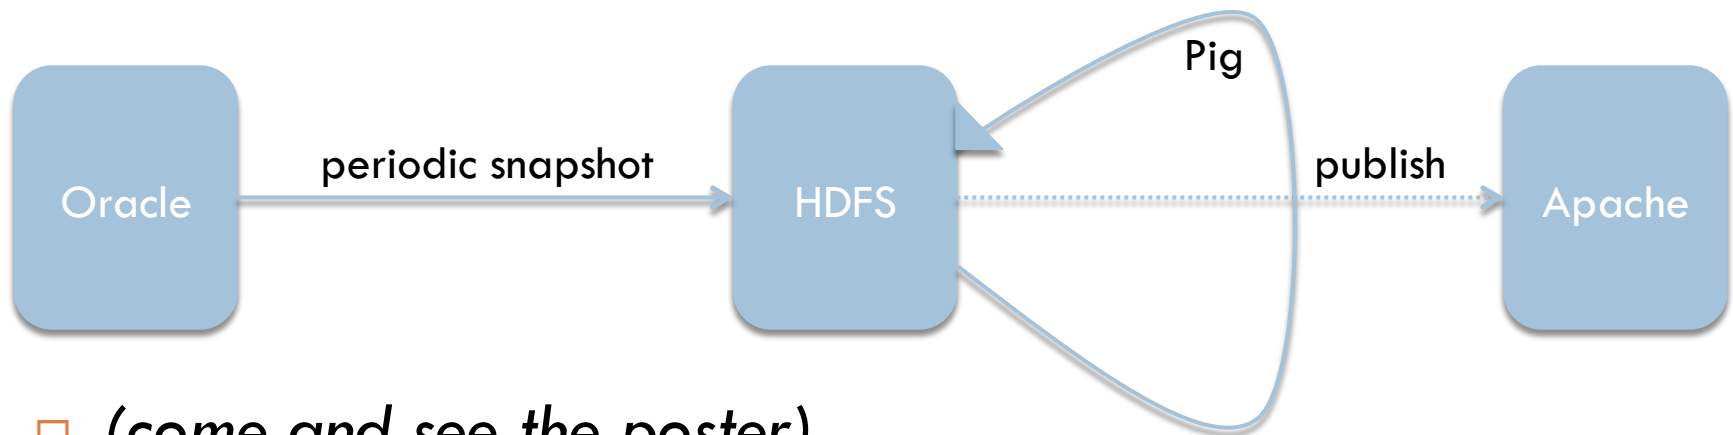 Pig
periodic snapshot
publish
Oracle
HDFS
Apache
(come and see the poster)